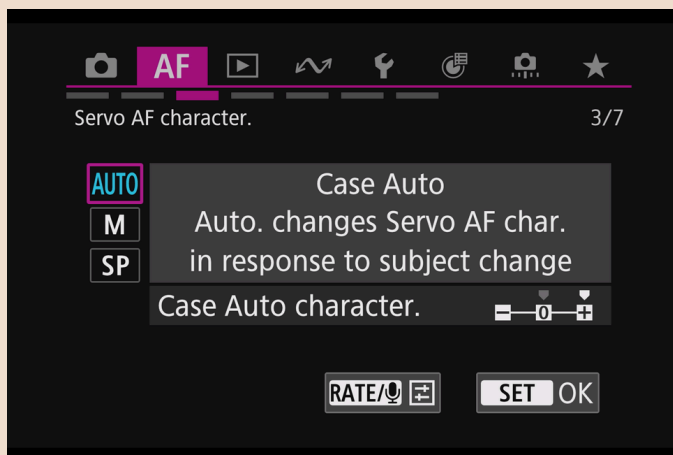 AF
Servo AF character. 3/7
AUTO
M
SP
Case Auto
Auto. changes Servo AF char.
in response to subject change
Case Auto character. 0
RATE/ SET OK